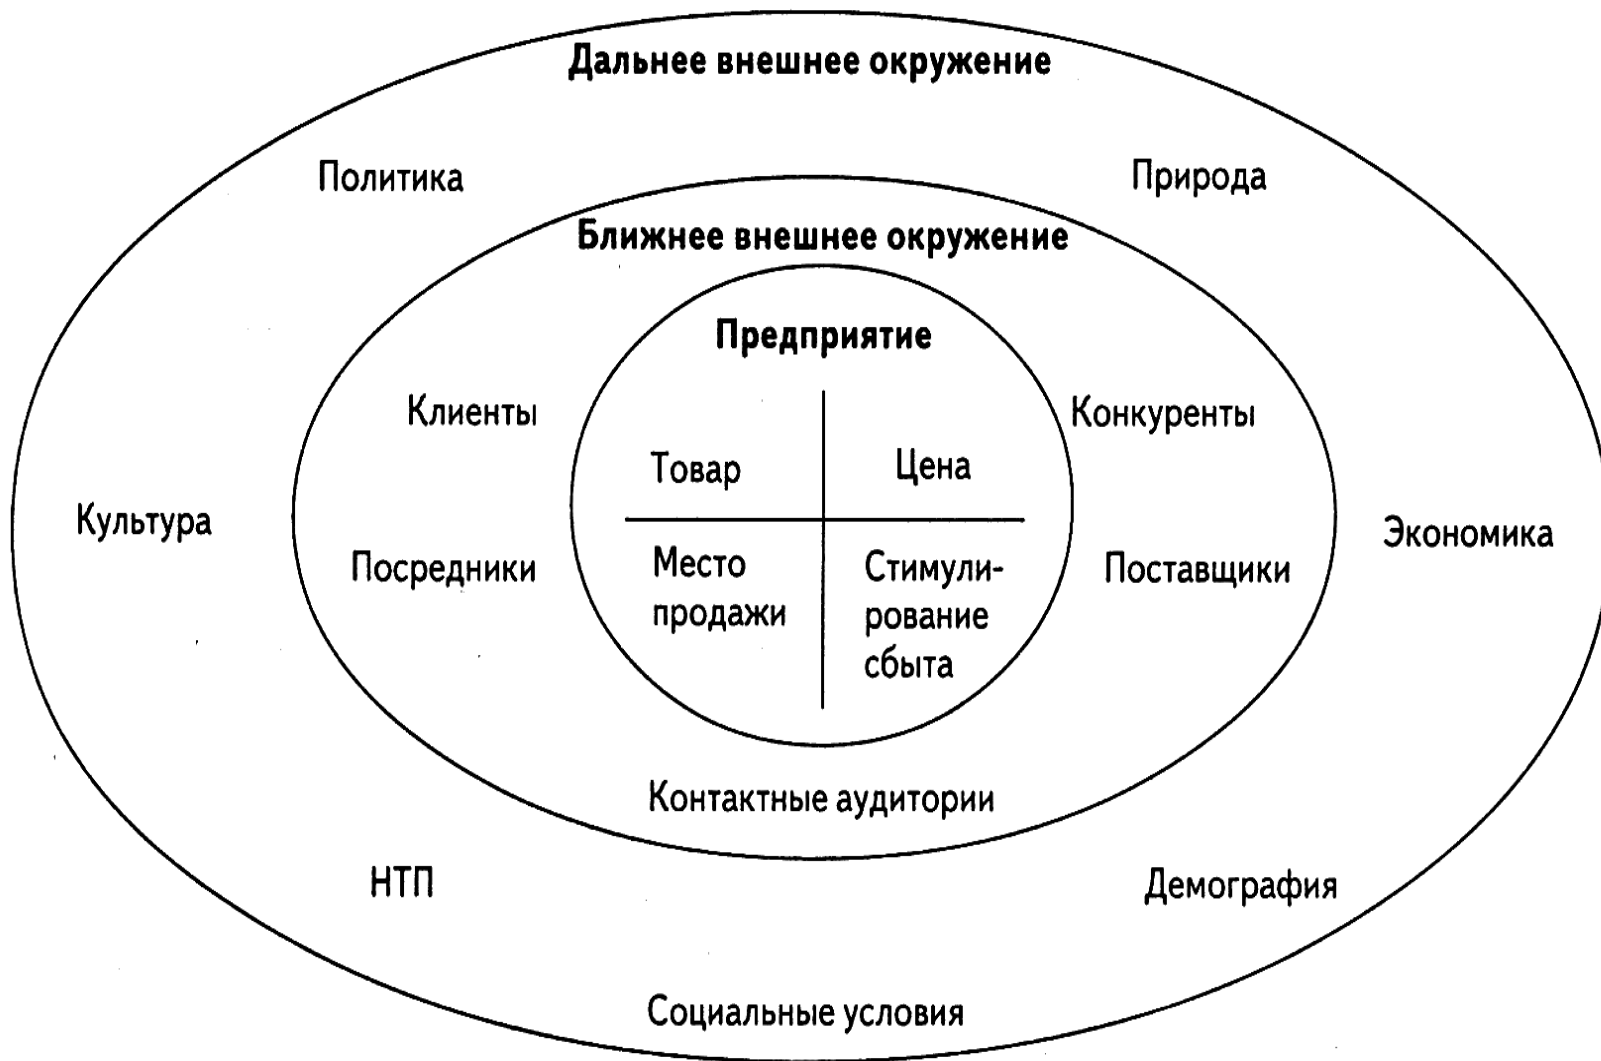 Дальнее внешнее окружение
Политика
Природа
Ближнее внешнее окружение
Предприятие
Клиенты
Конкуренты
Товар
Цена
Культура
Экономика
Посредники
Место
продажи
Стимули-
рование
сбыта
Поставщики
Контактные аудитории
НТП
Демография
Социальные условия